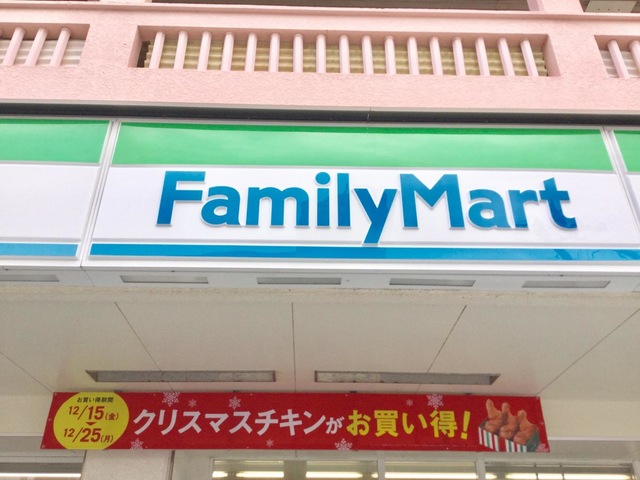 FamilyMart
お買い得期間
12/15(金)
12/25(月)
クリスマスチキンがお買い得!